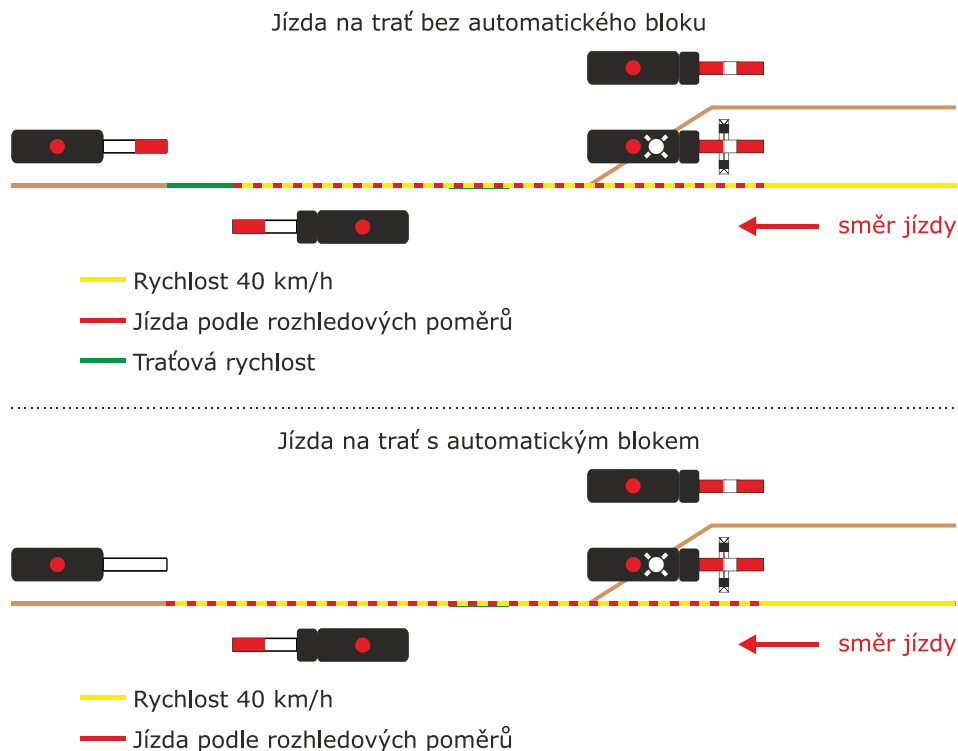 Jízda na trať bez automatického bloku
směr jízdy
Rychlost 40 km/h
Jízda podle rozhledových poměrů
Traťová rychlost
Jízda na trať s automatickým blokem
směr jízdy
Rychlost 40 km/h
Jízda podle rozhledových poměrů